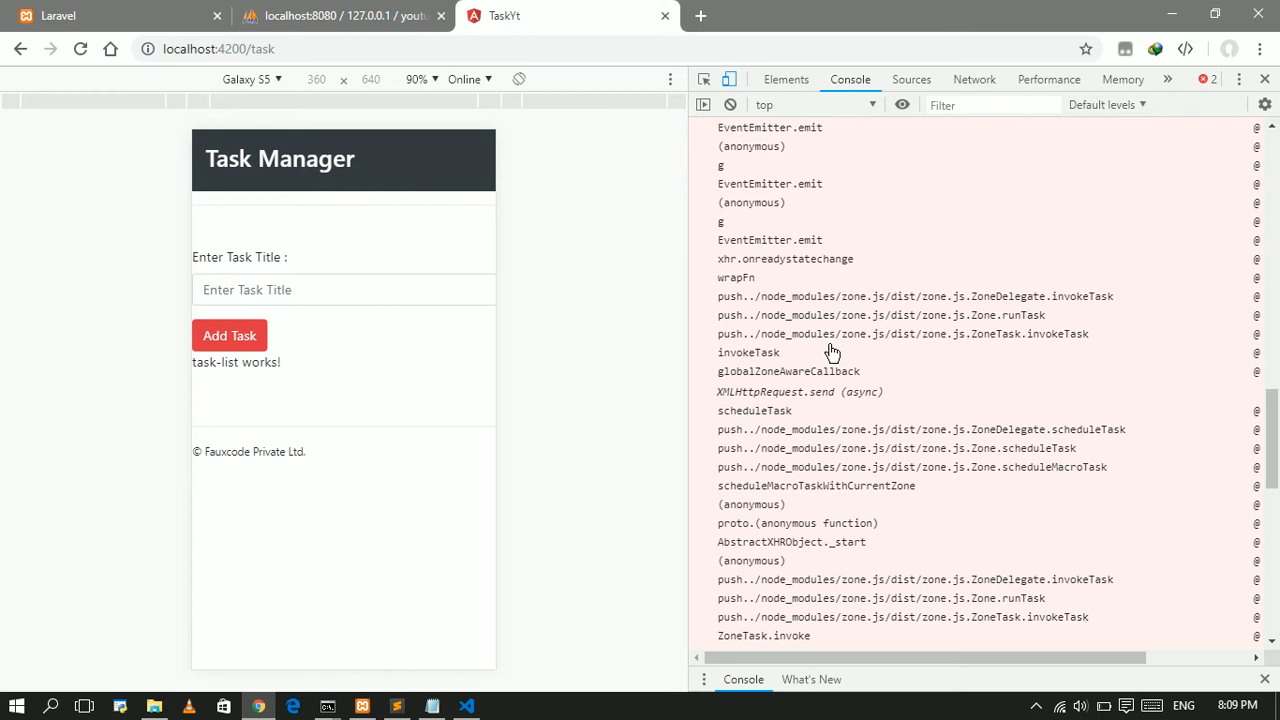 Laravel
localhost:8080 / 127.0.0.1 / youtu
TaskYt
localhost:4200/task
Galaxy S5 ▼ 360 × 640 90% ▼ Online ▼
Elements Console Sources Network Performance Memory » 2
top ▼ Filter Default levels ▼
Task Manager
Enter Task Title :
Enter Task Title
Add Task
task-list works!
© Fauxcode Private Ltd.
EventEmitter.emit @
(anonymous) @
g @
EventEmitter.emit @
(anonymous) @
g @
EventEmitter.emit @
xhr.onreadystatechange @
wrapFn @
push../node_modules/zone.js/dist/zone.js.ZoneDelegate.invokeTask @
push../node_modules/zone.js/dist/zone.js.Zone.runTask @
push../node_modules/zone.js/dist/zone.js.ZoneTask.invokeTask @
invokeTask @
globalZoneAwareCallback @
XMLHttpRequest.send (async)
scheduleTask @
push../node_modules/zone.js/dist/zone.js.ZoneDelegate.scheduleTask @
push../node_modules/zone.js/dist/zone.js.Zone.scheduleTask @
push../node_modules/zone.js/dist/zone.js.Zone.scheduleMacroTask @
scheduleMacroTaskWithCurrentZone @
(anonymous) @
proto.(anonymous function) @
AbstractXHRObject._start @
(anonymous) @
push../node_modules/zone.js/dist/zone.js.ZoneDelegate.invokeTask @
push../node_modules/zone.js/dist/zone.js.Zone.runTask @
push../node_modules/zone.js/dist/zone.js.ZoneTask.invokeTask @
ZoneTask.invoke @
Console What's New
ENG 8:09 PM